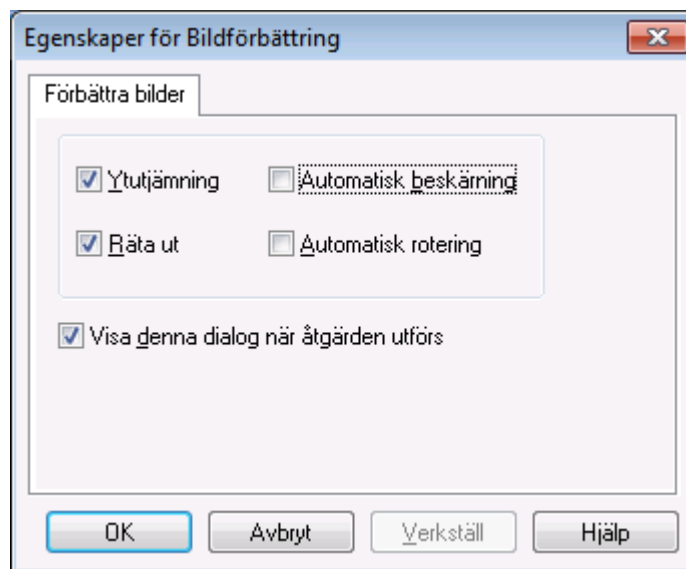 Egenskaper för Bildförbättring
Förbättra bilder
Ytutjämning
Automatisk beskärning
Räta ut
Automatisk rotering
Visa denna dialog när åtgärden utförs
OK
Avbryt
Verkställ
Hjälp